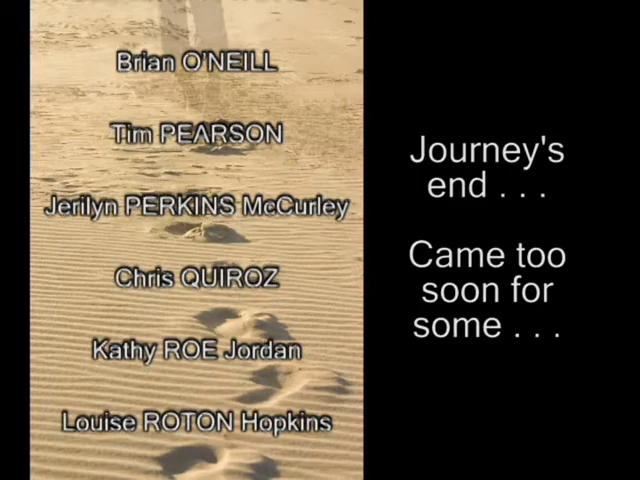 Brian O'NEILL
Tim PEARSON
Jerilyn PERKINS McCurley
Chris QUIROZ
Kathy ROE Jordan
Louise ROTON Hopkins
Journey's
end . . .
Came too
soon for
some . . .